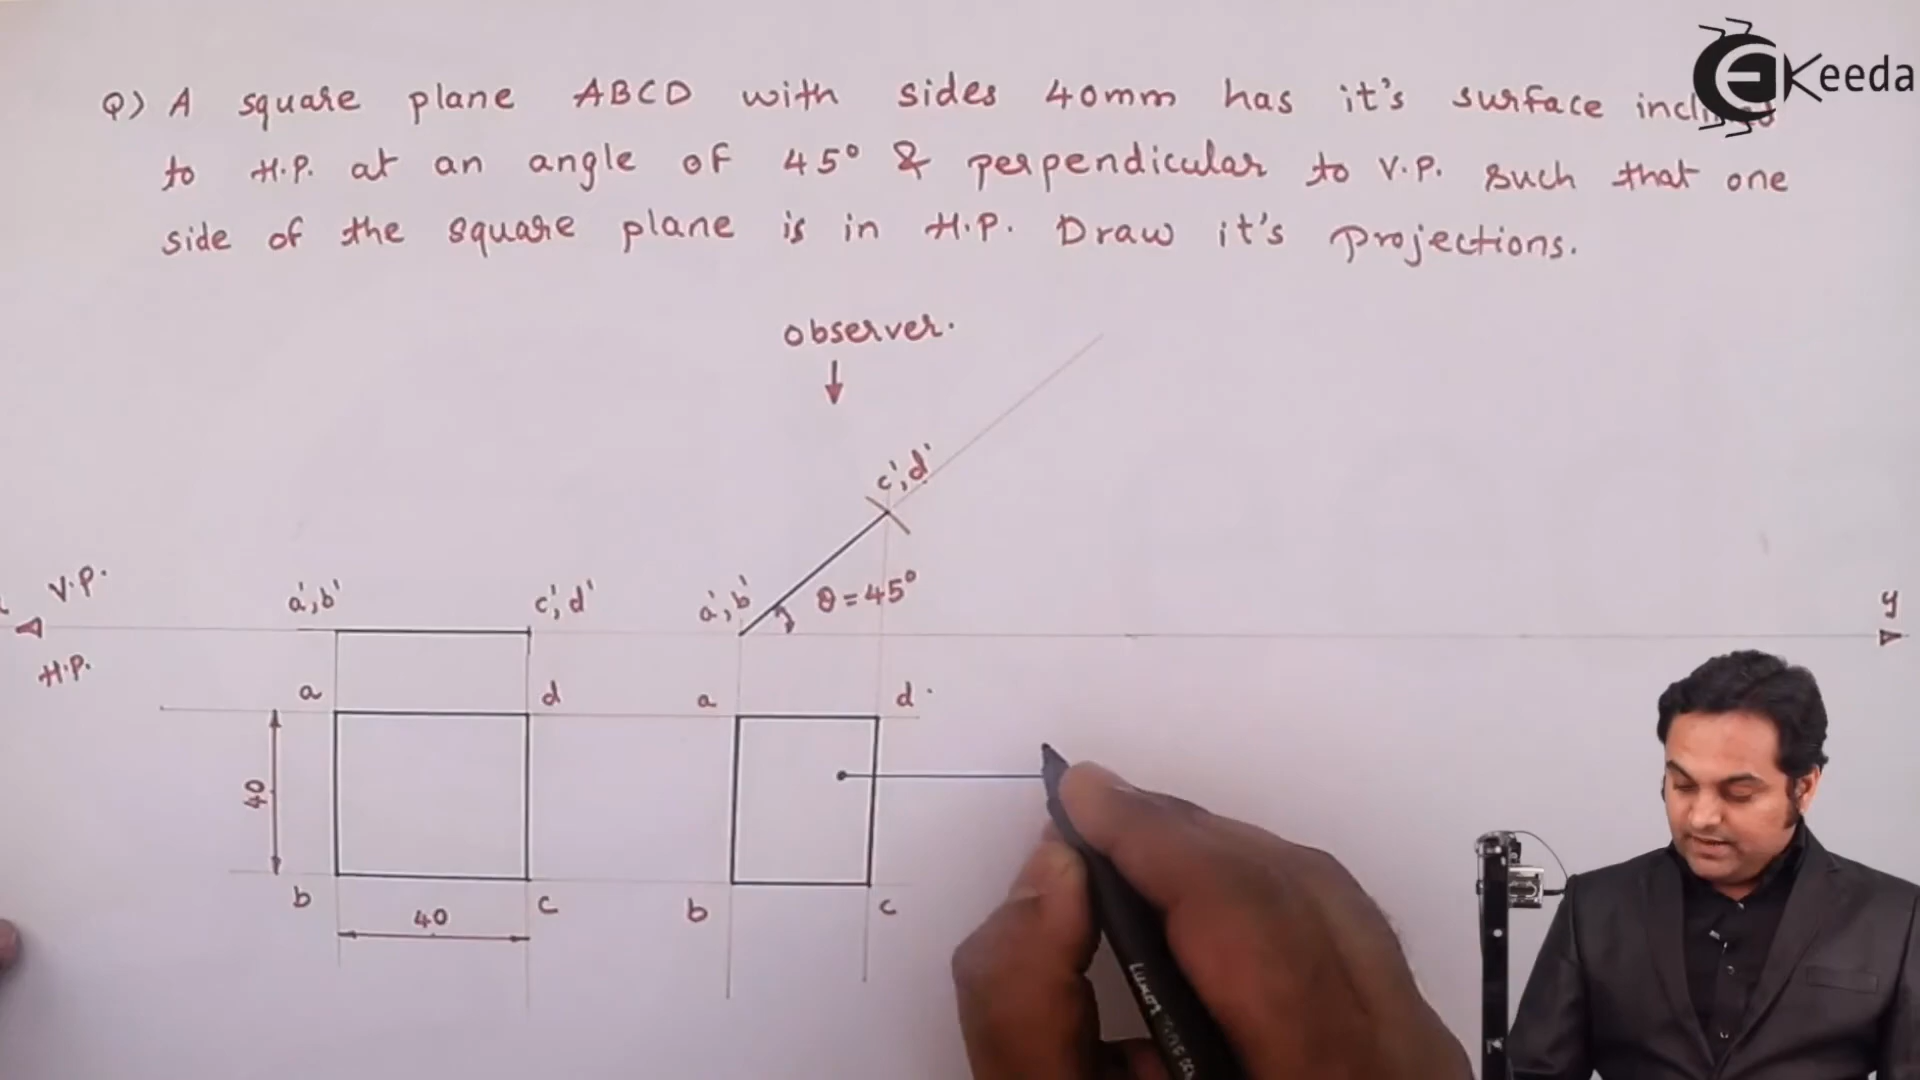 Keeda
Q) A square plane ABCD with sides 40mm has it's surface
to H.P. at an angle of 45° & perpendicular to V.P. such that one
side of the square plane is in H.P. Draw it's projections.
observer.
c',d'
V.P.
a',b'
c',d'
a',b'
θ=45°
y
H.P.
a
d
a
d
40
b
c
b
c
40